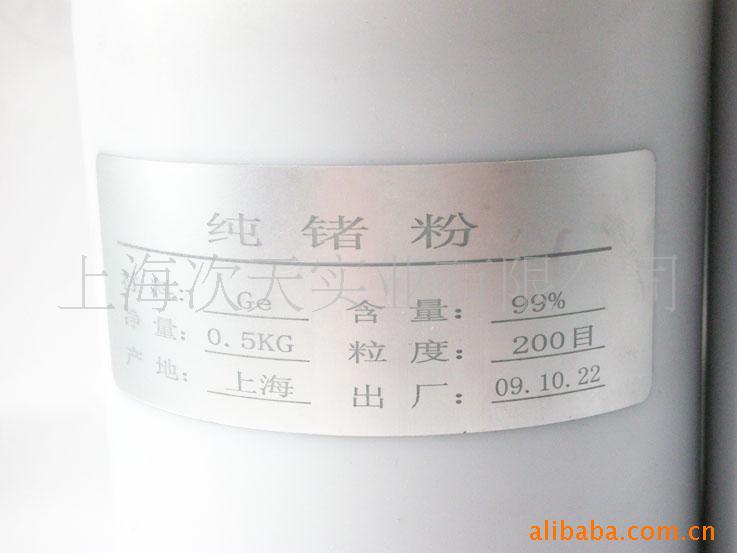 纯锗粉
Ge 含量: 99%
净量: 0.5KG 粒度: 200目
产地: 上海 出厂: 09.10.22
上海次天实业有限公司
alibaba.com.cn